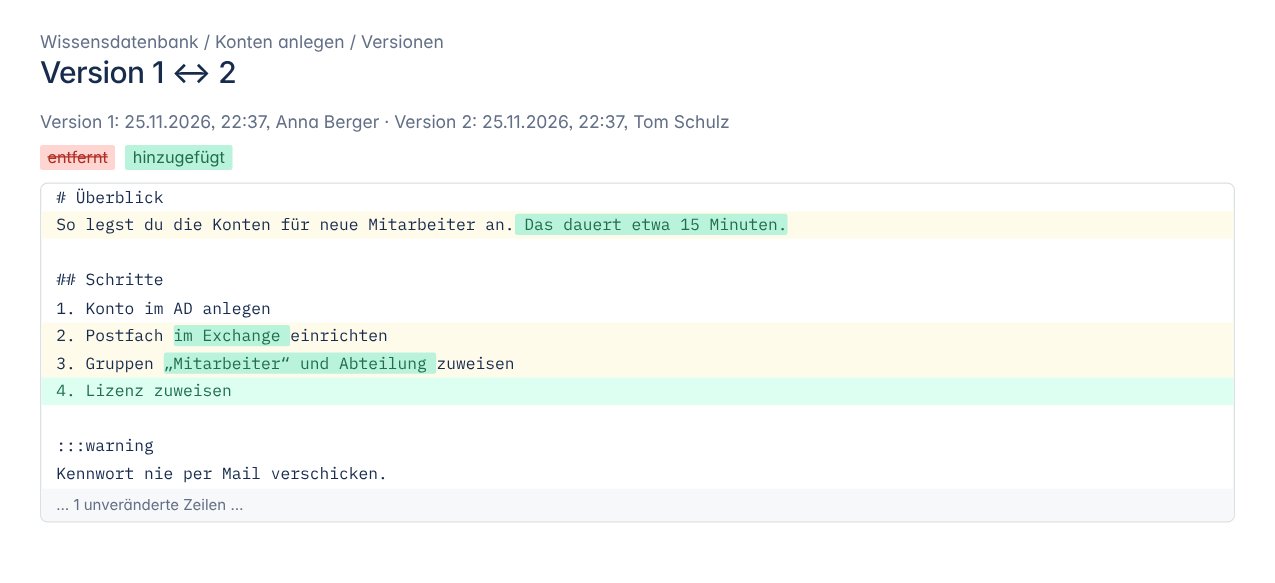 Wissensdatenbank / Konten anlegen / Versionen
Version 1 ↔ 2
Version 1: 25.11.2026, 22:37, Anna Berger · Version 2: 25.11.2026, 22:37, Tom Schulz
entfernt hinzugefügt
# Überblick
So legst du die Konten für neue Mitarbeiter an. Das dauert etwa 15 Minuten.
## Schritte
1. Konto im AD anlegen
2. Postfach im Exchange einrichten
3. Gruppen „Mitarbeiter“ und Abteilung zuweisen
4. Lizenz zuweisen
:::warning
Kennwort nie per Mail verschicken.
... 1 unveränderte Zeilen ...